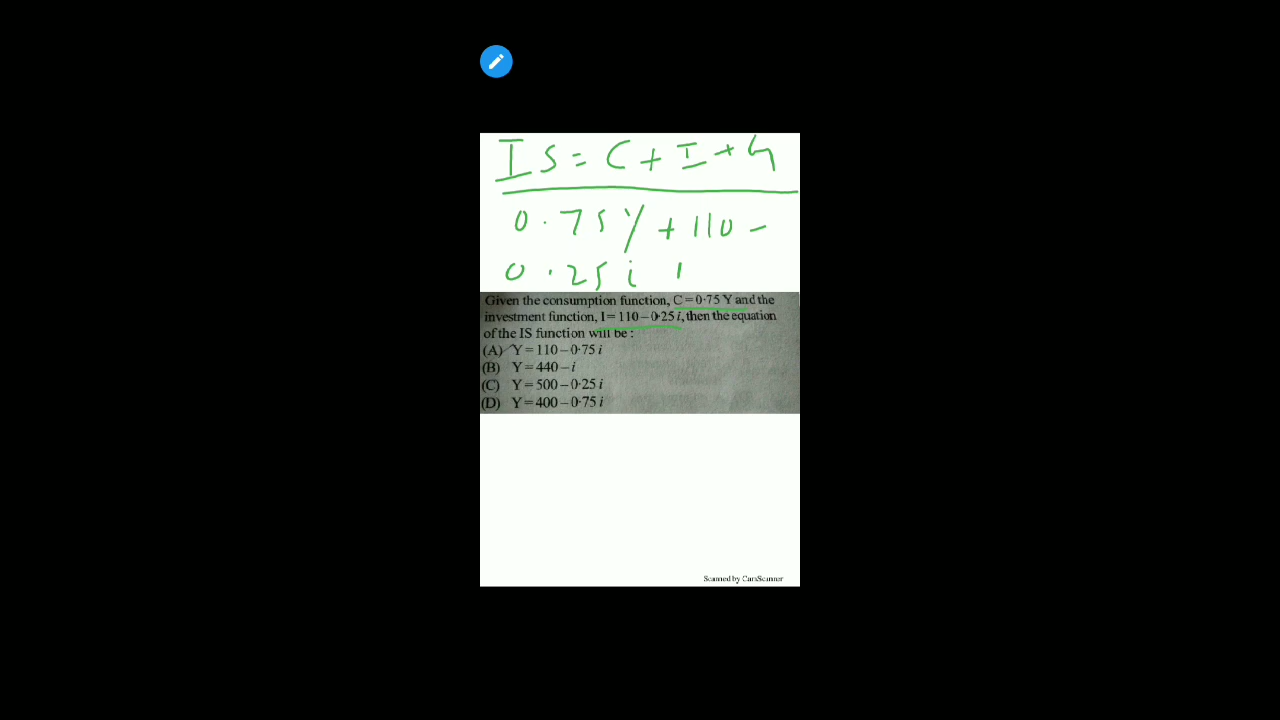 IS = C + I + G
0.75Y + 110 -
0.25 i
Given the consumption function, C=0·75 Y and the
investment function, I= 110–0·25 i, then the equation
of the IS function will be :
(A) Y=110–0·75 i
(B) Y=440–i
(C) Y=500–0·25 i
(D) Y=400–0·75 i
Scanned by CamScanner